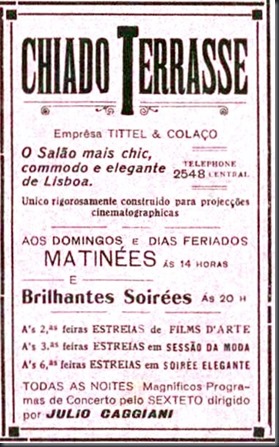 CHIADO TERRASSE
Emprêsa TITTEL & COLAÇO
O Salão mais chic,
commodo e elegante
de Lisboa.
TELEPHONE
2548 CENTRAL
Unico rigorosamente construido para projecções
cinematographicas
AOS DOMINGOS E DIAS FERIADOS
MATINÉES ÁS 14 HORAS
E
Brilhantes Soirées ÁS 20 H
A's 2,as feiras ESTREIAS de FILMS D'ARTE
A's 3.as feiras ESTREIAS em SESSÃO DA MODA
A's 6,as feiras ESTREIAS em SOIRÉE ELEGANTE
TODAS AS NOITES Magnificos Progra-
mas de Concerto pelo SEXTETO dirigido
por JULIO CAGGIANI